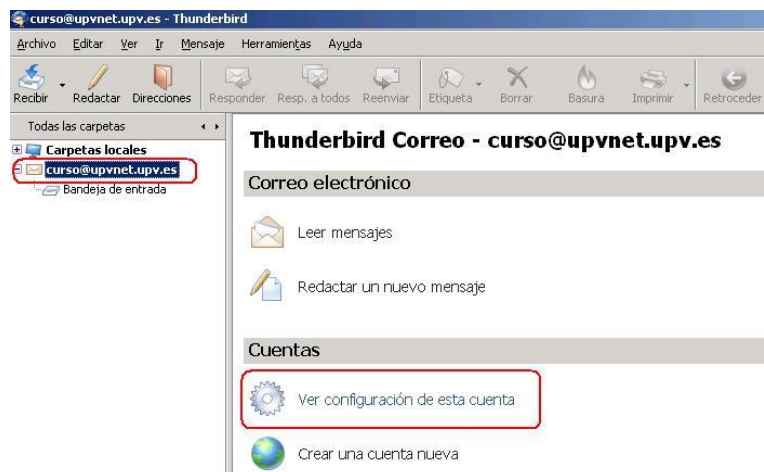 curso@upvnet.upv.es - Thunderbird
Archivo Editar Ver Ir Mensaje Herramientas Ayuda
Recibir Redactar Direcciones Responder Resp. a todos Reenviar Etiqueta Borrar Basura Imprimir Retroceder
Todas las carpetas
Carpetas locales
curso@upvnet.upv.es
Bandeja de entrada
Thunderbird Correo - curso@upvnet.upv.es
Correo electrónico
Leer mensajes
Redactar un nuevo mensaje
Cuentas
Ver configuración de esta cuenta
Crear una cuenta nueva